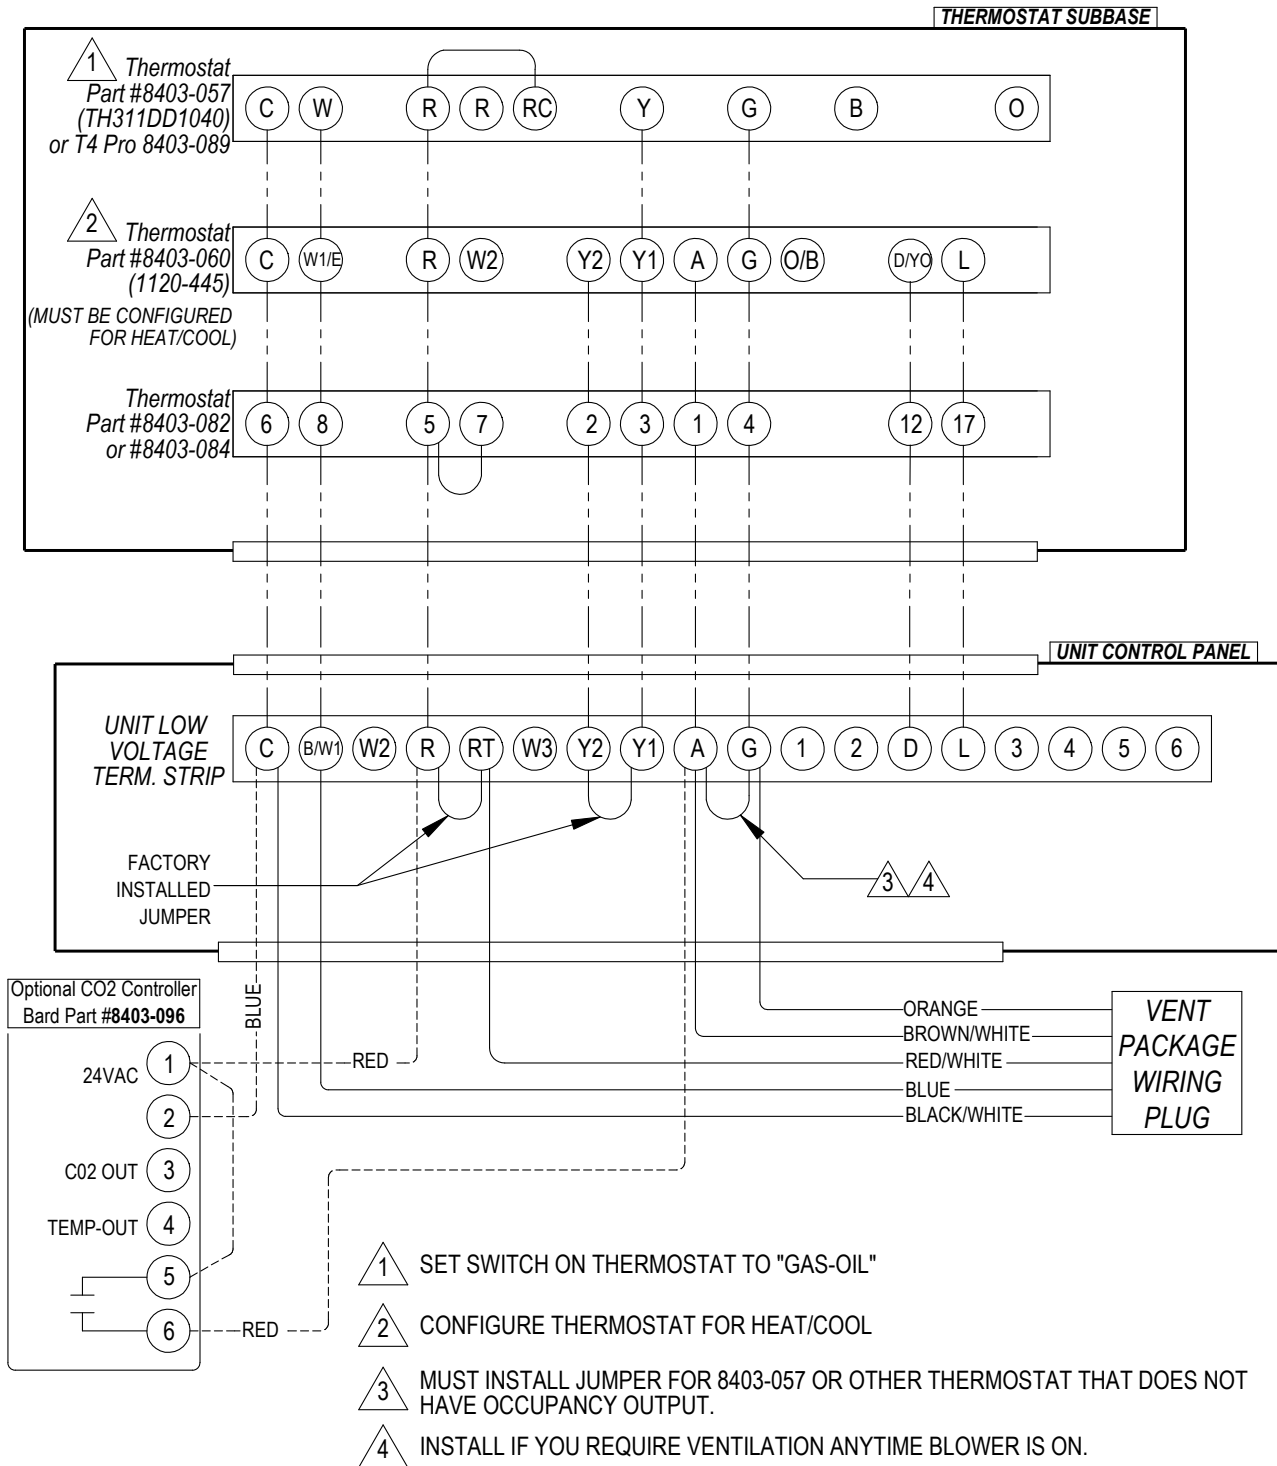 THERMOSTAT SUBBASE
1 Thermostat
Part #8403-057
(TH311DD1040)
or T4 Pro 8403-089
C W R R RC Y G B O
2 Thermostat
Part #8403-060
(1120-445)
(MUST BE CONFIGURED
FOR HEAT/COOL)
C W1/E R W2 Y2 Y1 A G O/B D/YO L
Thermostat
Part #8403-082
or #8403-084
6 8 5 7 2 3 1 4 12 17
UNIT CONTROL PANEL
UNIT LOW
VOLTAGE
TERM. STRIP
C B/W1 W2 R RT W3 Y2 Y1 A G 1 2 D L 3 4 5 6
FACTORY
INSTALLED
JUMPER
3 4
Optional CO2 Controller
Bard Part #8403-096
BLUE
24VAC 1
2
C02 OUT 3
TEMP-OUT 4
5
6
RED
RED
ORANGE
BROWN/WHITE
RED/WHITE
BLUE
BLACK/WHITE
VENT
PACKAGE
WIRING
PLUG
1 SET SWITCH ON THERMOSTAT TO "GAS-OIL"
2 CONFIGURE THERMOSTAT FOR HEAT/COOL
3 MUST INSTALL JUMPER FOR 8403-057 OR OTHER THERMOSTAT THAT DOES NOT
HAVE OCCUPANCY OUTPUT.
4 INSTALL IF YOU REQUIRE VENTILATION ANYTIME BLOWER IS ON.